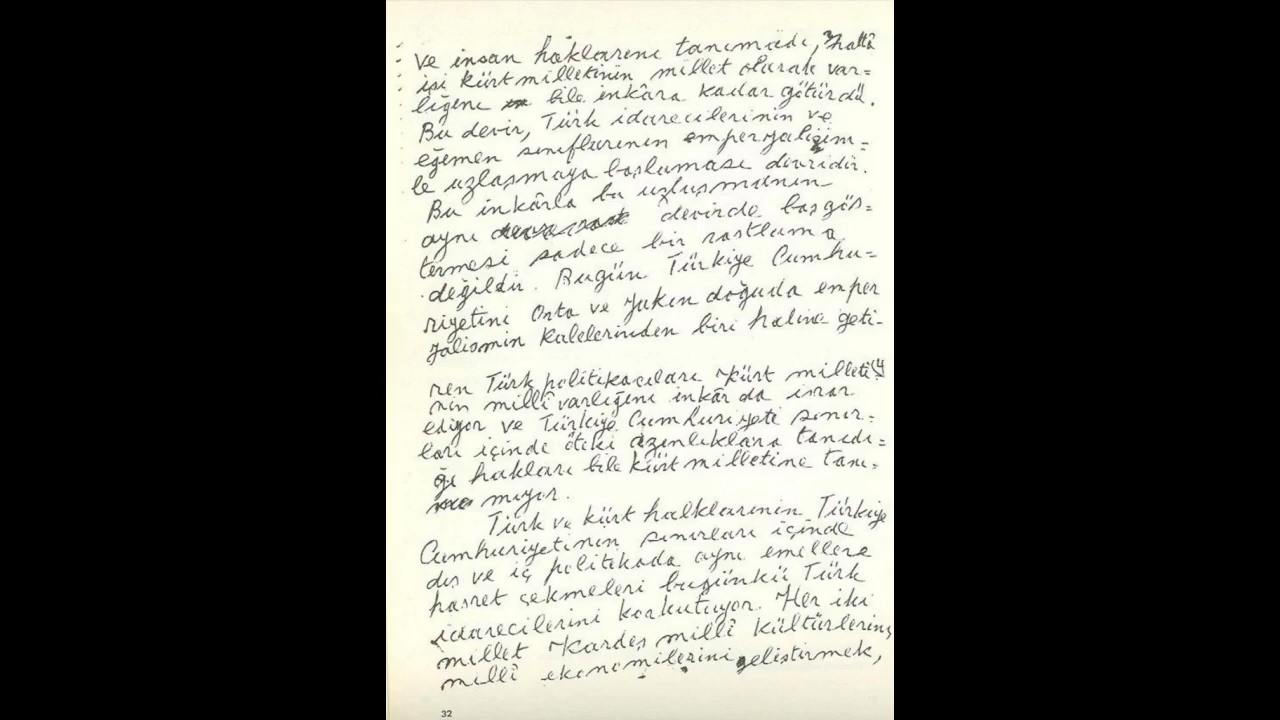 ve insan haklarını tanımadı, hattâ
işi Kürt milletinin millet olarak var=
lığını bile inkâra kadar götürdü.
Bu devir, Türk idarecilerinin ve
eğemen sınıflarının emperyalizm=
le uzlaşmaya başlaması devridir.
Bu inkârla bu uzlaşmanın
aynı devirde başgös=
termesi sadece bir rastlama
değildir. Bugün Türkiye Cumhu=
riyetini Orta ve Yakın doğuda emper
yalizmin kalelerinden biri haline geti-
ren Türk politikacıları Kürt milleti
nin millî varlığını inkâr da ısrar
ediyor ve Türkiye Cumhuriyeti sınır=
ları içinde öteki azınlıklara tanıdı=
ğı hakları bile Kürt milletine tanı=
mıyor.
Türk ve Kürt halklarının Türkiye
Cumhuriyetinin sınırları içinde
dış ve iç politikada aynı emellere
hasret çekmeleri bugünkü Türk
idarecilerini korkutuyor. Her iki
millet kardeş millî kültürlerini,
millî ekonomilerini geliştirmek,
32